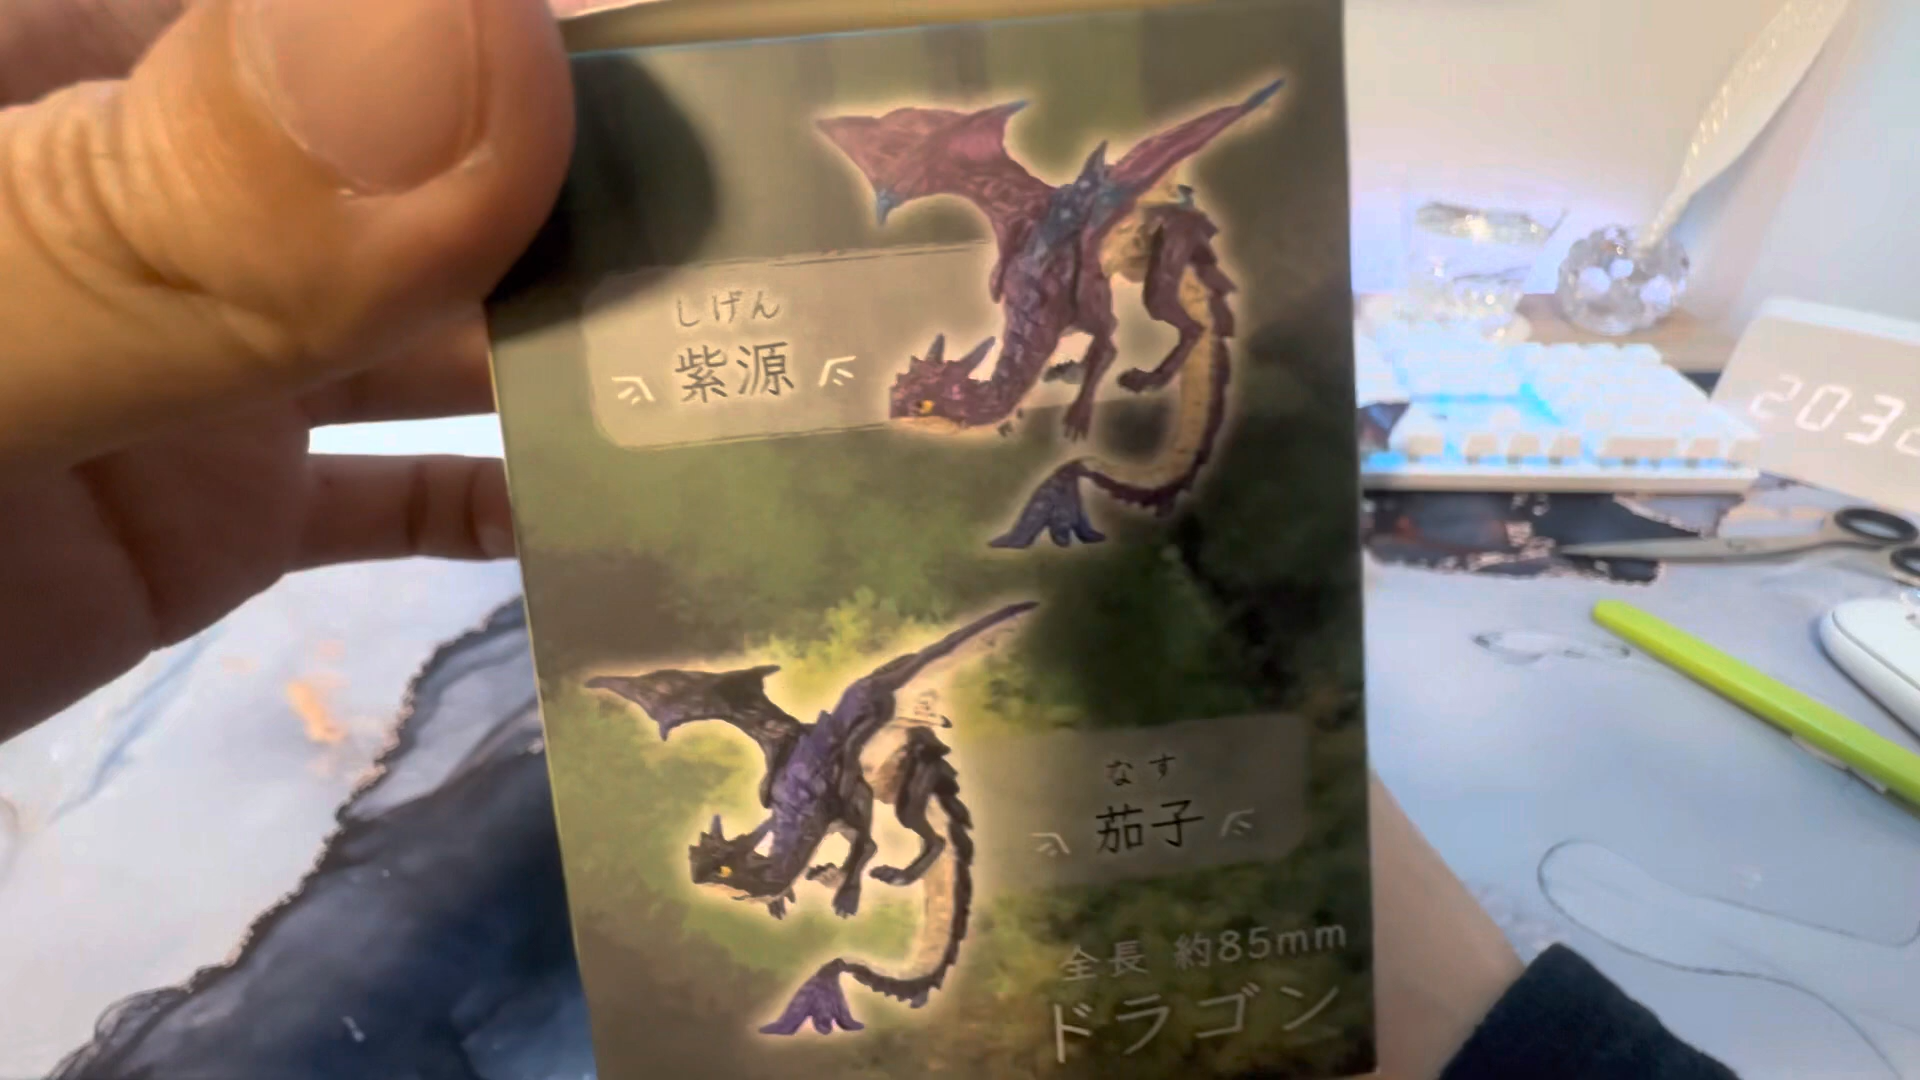 しげん
紫源
なす
茄子
全長 約85mm
ドラゴン